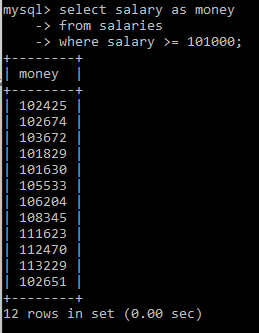 mysql> select salary as money
    -> from salaries
    -> where salary >= 101000;
+--------+
| money  |
+--------+
| 102425 |
| 102674 |
| 103672 |
| 101829 |
| 101630 |
| 105533 |
| 106204 |
| 108345 |
| 111623 |
| 112470 |
| 113229 |
| 102651 |
+--------+
12 rows in set (0.00 sec)